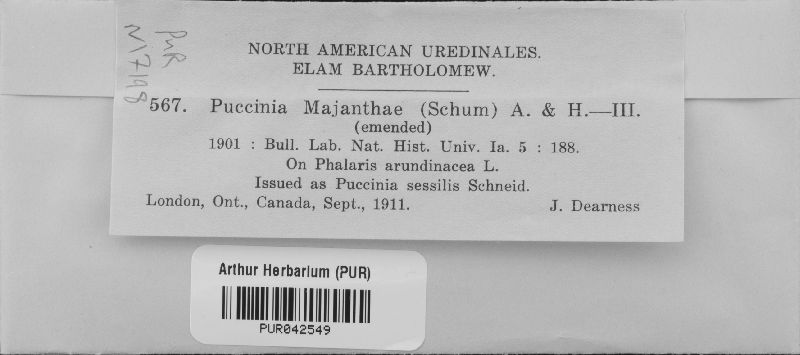 PUR
N17198
NORTH AMERICAN UREDINALES.
ELAM BARTHOLOMEW.
567. Puccinia Majanthae (Schum) A. & H.—III.
(emended)
1901 : Bull. Lab. Nat. Hist. Univ. Ia. 5 : 188.
On Phalaris arundinacea L.
Issued as Puccinia sessilis Schneid.
London, Ont., Canada, Sept., 1911. J. Dearness
Arthur Herbarium (PUR)
PUR042549